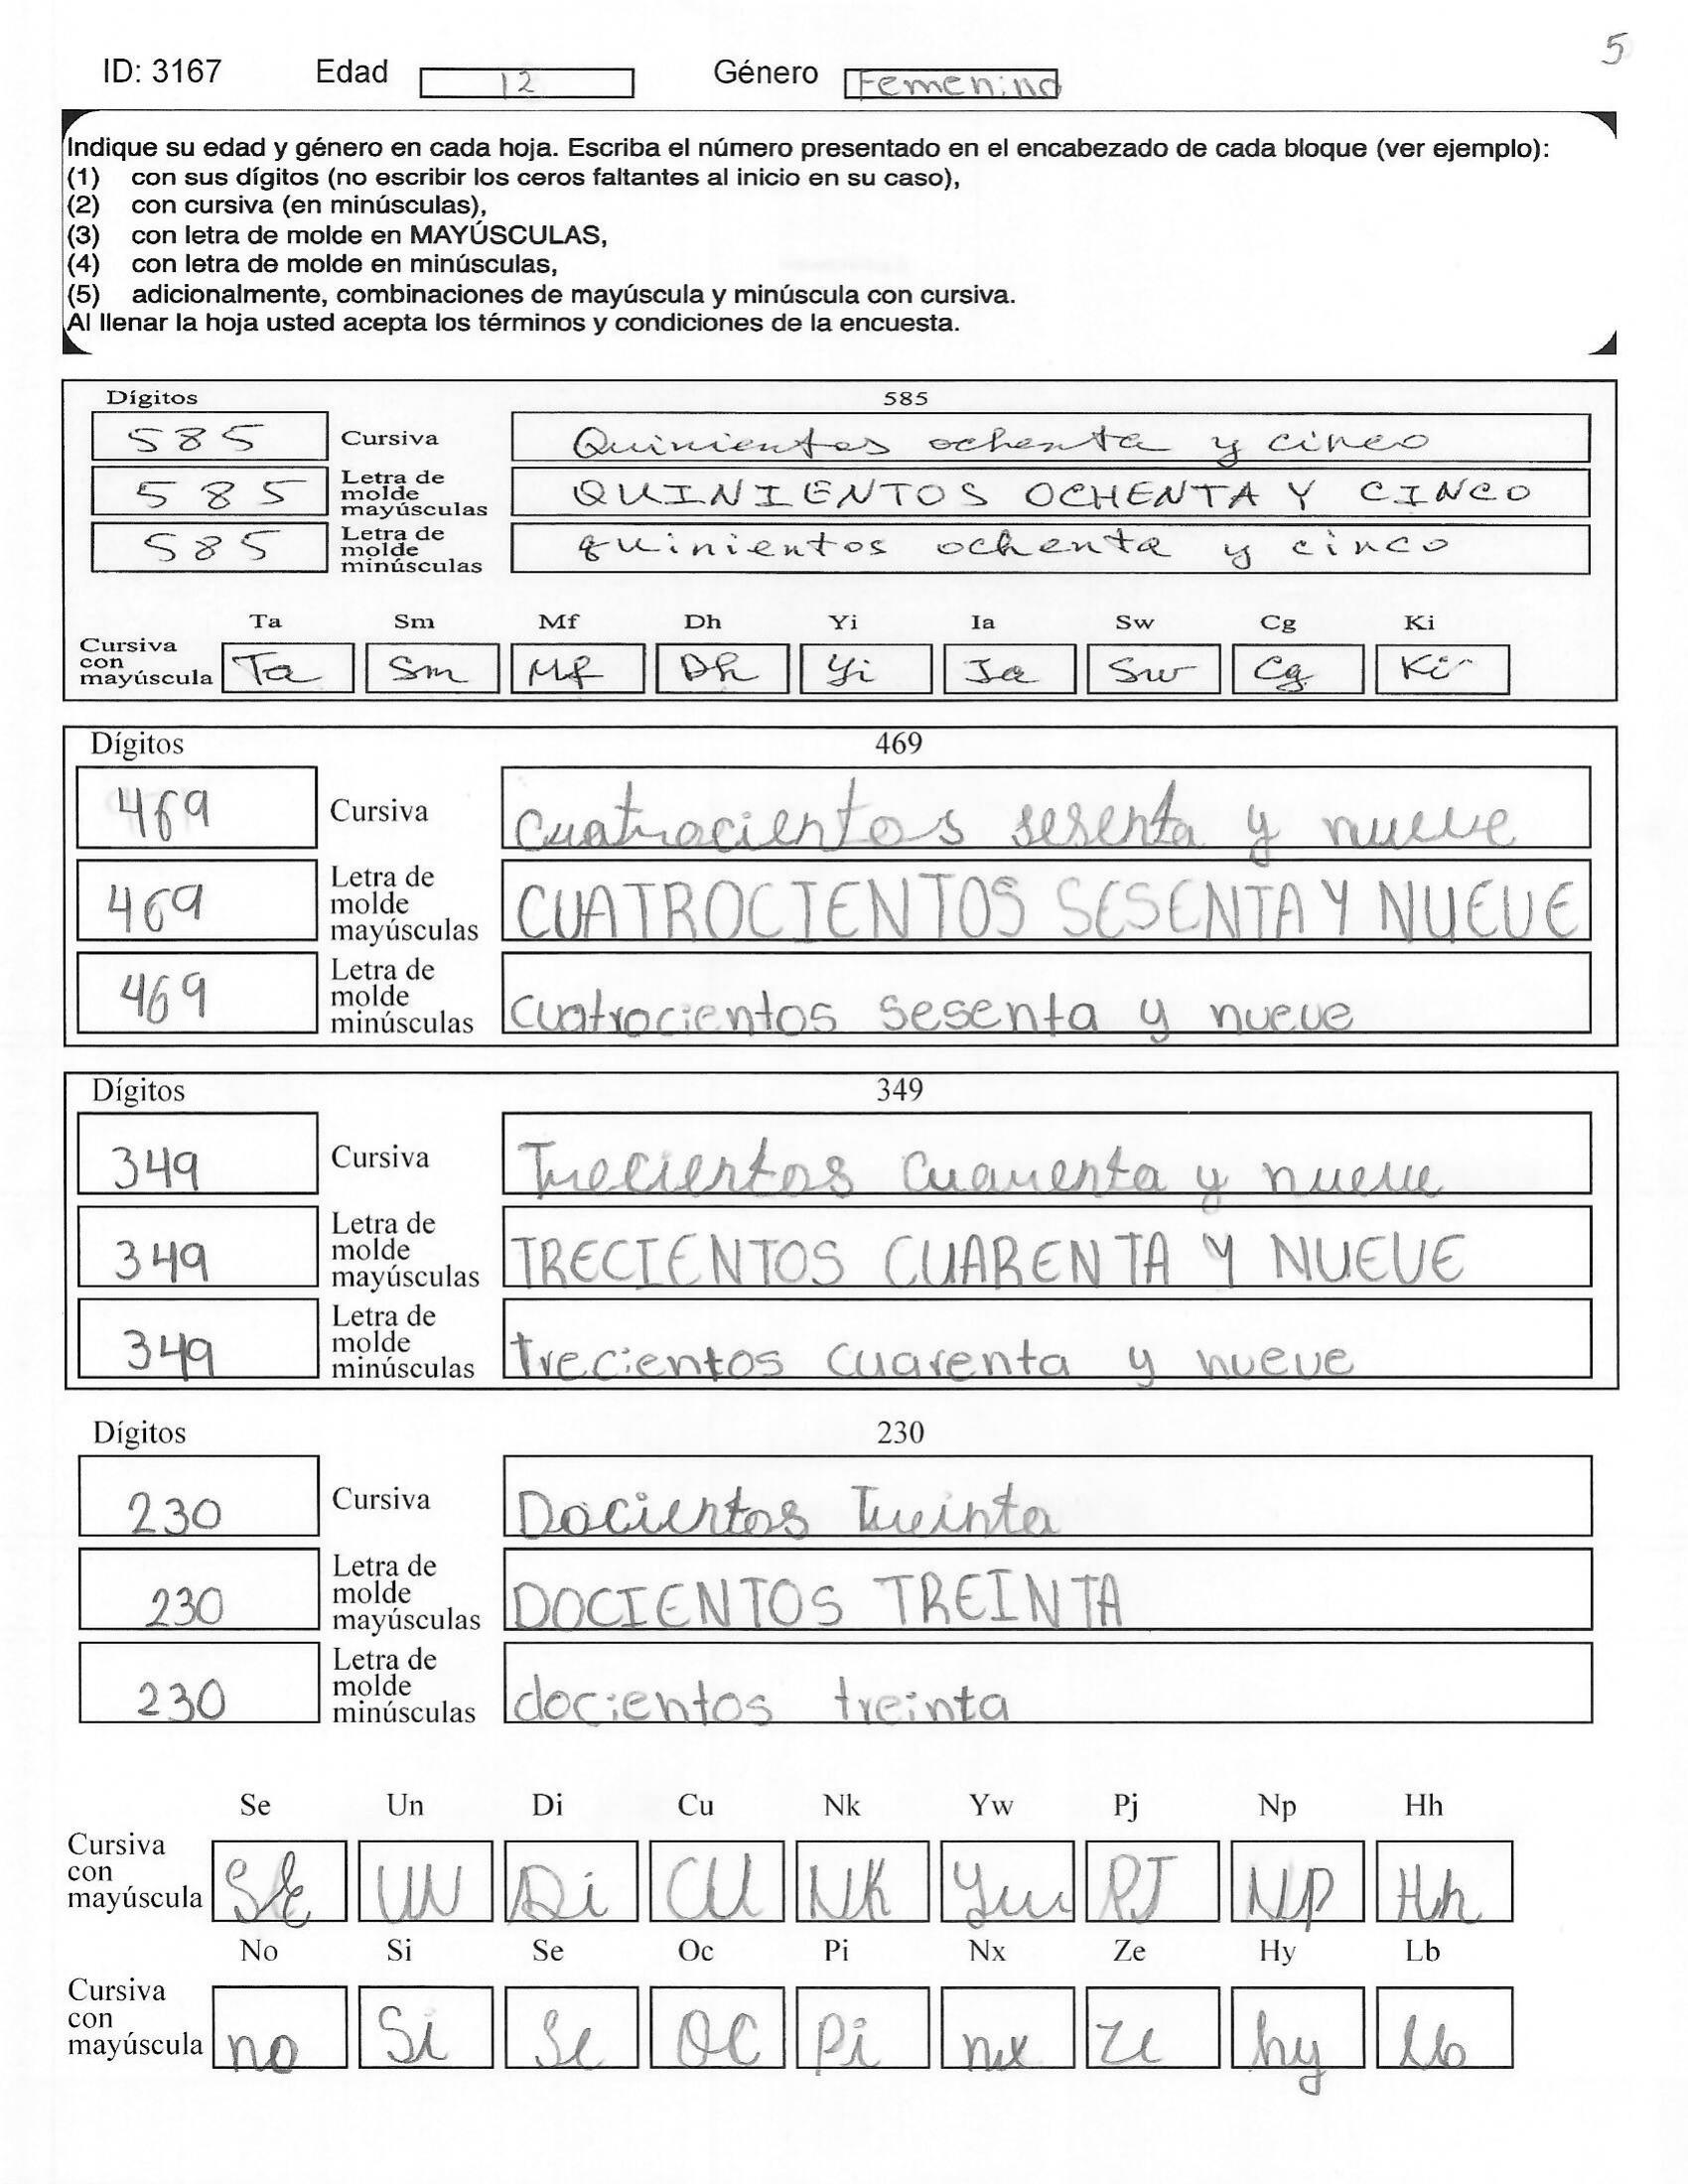 5
ID: 3167 Edad 12 Género Femenino
Indique su edad y género en cada hoja. Escriba el número presentado en el encabezado de cada bloque (ver ejemplo):
(1) con sus dígitos (no escribir los ceros faltantes al inicio en su caso),
(2) con cursiva (en minúsculas),
(3) con letra de molde en MAYÚSCULAS,
(4) con letra de molde en minúsculas,
(5) adicionalmente, combinaciones de mayúscula y minúscula con cursiva.
Al llenar la hoja usted acepta los términos y condiciones de la encuesta.
Dígitos 585
585 Cursiva Quinientos ochenta y cinco
585 Letra de molde mayúsculas QUINIENTOS OCHENTA Y CINCO
585 Letra de molde minúsculas quinientos ochenta y cinco
Ta Sm Mf Dh Yi Ia Sw Cg Ki
Cursiva con mayúscula Ta Sm Mf Dh Yi Ia Sw Cg Ki
Dígitos 469
469 Cursiva cuatrocientos sesenta y nueve
469 Letra de molde mayúsculas CUATROCIENTOS SESENTA Y NUEVE
469 Letra de molde minúsculas cuatrocientos sesenta y nueve
Dígitos 349
349 Cursiva Trecientos cuarenta y nueve
349 Letra de molde mayúsculas TRECIENTOS CUARENTA Y NUEVE
349 Letra de molde minúsculas trecientos cuarenta y nueve
Dígitos 230
230 Cursiva Docientos Treinta
230 Letra de molde mayúsculas DOCIENTOS TREINTA
230 Letra de molde minúsculas docientos treinta
Se Un Di Cu Nk Yw Pj Np Hh
Cursiva con mayúscula SE UN Di CU NK Yw PJ NP Hh
No Si Se Oc Pi Nx Ze Hy Lb
Cursiva con mayúscula no Si Se OC Pi nx Ze hy lb